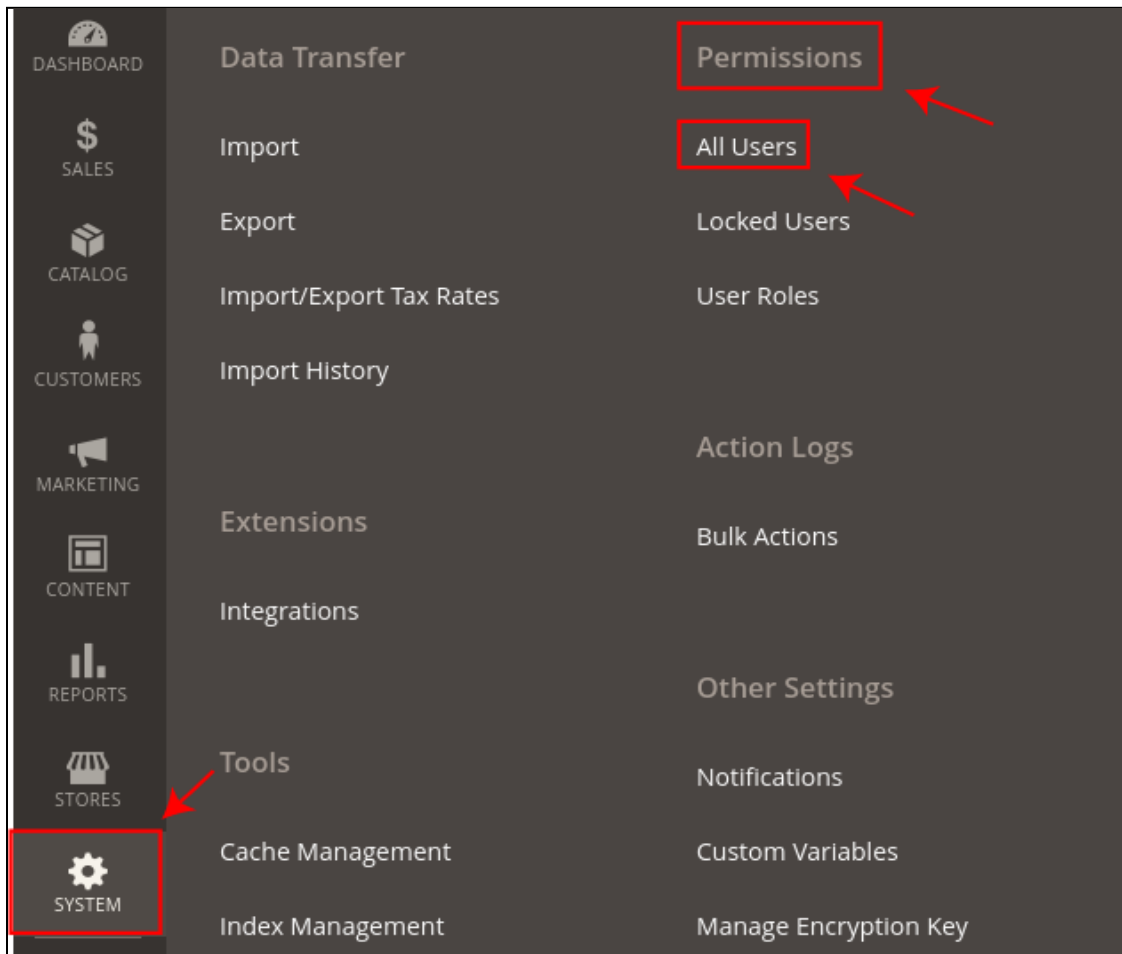 DASHBOARD
SALES
CATALOG
CUSTOMERS
MARKETING
CONTENT
REPORTS
STORES
SYSTEM
Data Transfer
Import
Export
Import/Export Tax Rates
Import History
Extensions
Integrations
Tools
Cache Management
Index Management
Permissions
All Users
Locked Users
User Roles
Action Logs
Bulk Actions
Other Settings
Notifications
Custom Variables
Manage Encryption Key